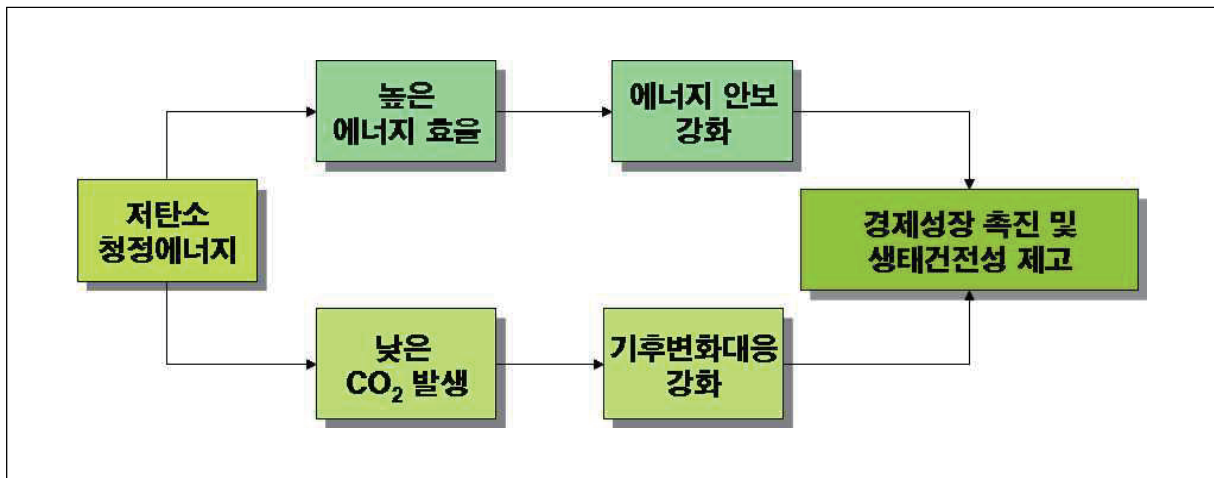 높은
에너지 효율
에너지 안보
강화
저탄소
청정에너지
경제성장 촉진 및
생태건전성 제고
낮은
CO₂ 발생
기후변화대응
강화